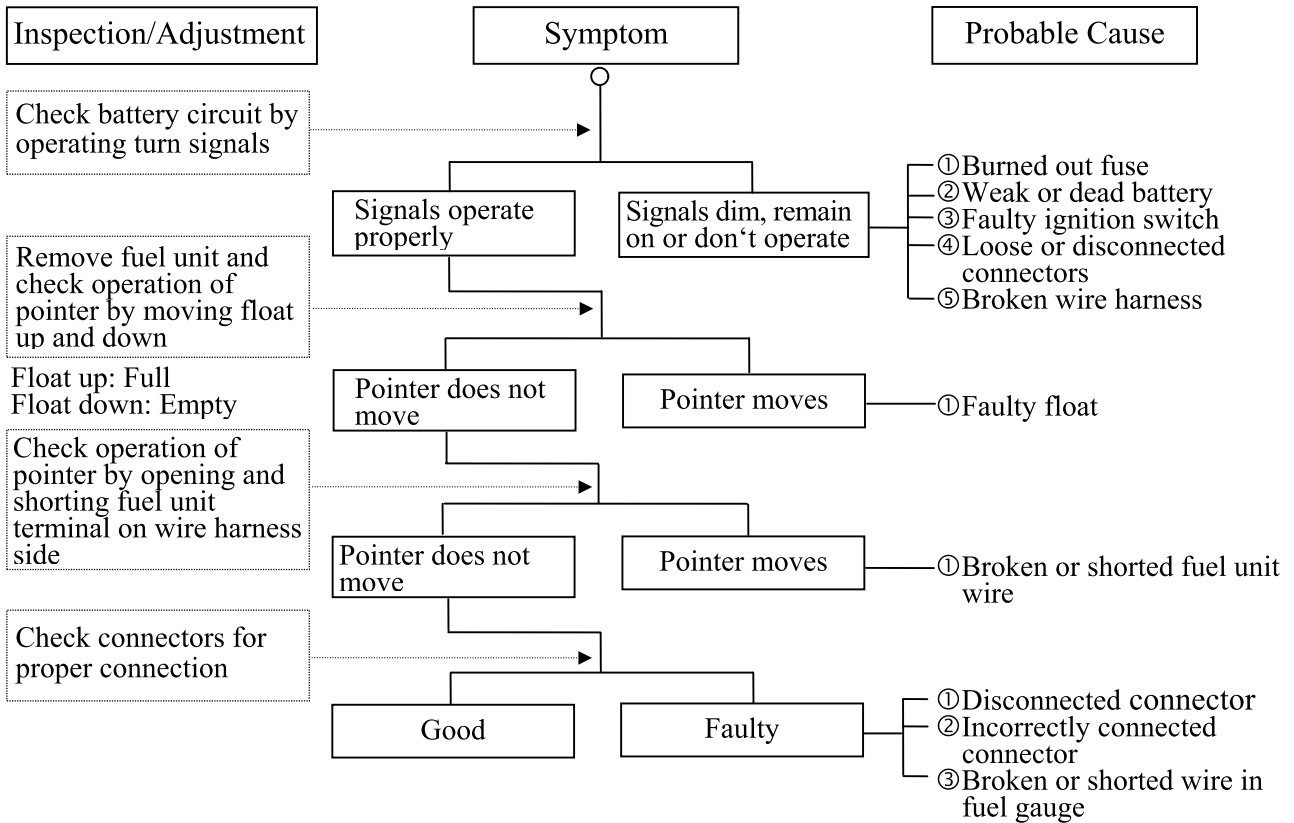 Inspection/Adjustment
Symptom
Probable Cause
Check battery circuit by
operating turn signals
Signals operate
properly
Signals dim, remain
on or don‘t operate
①Burned out fuse
②Weak or dead battery
③Faulty ignition switch
④Loose or disconnected
connectors
⑤Broken wire harness
Remove fuel unit and
check operation of
pointer by moving float
up and down
Float up: Full
Float down: Empty
Pointer does not
move
Pointer moves
①Faulty float
Check operation of
pointer by opening and
shorting fuel unit
terminal on wire harness
side
Pointer does not
move
Pointer moves
①Broken or shorted fuel unit
wire
Check connectors for
proper connection
Good
Faulty
①Disconnected connector
②Incorrectly connected
connector
③Broken or shorted wire in
fuel gauge